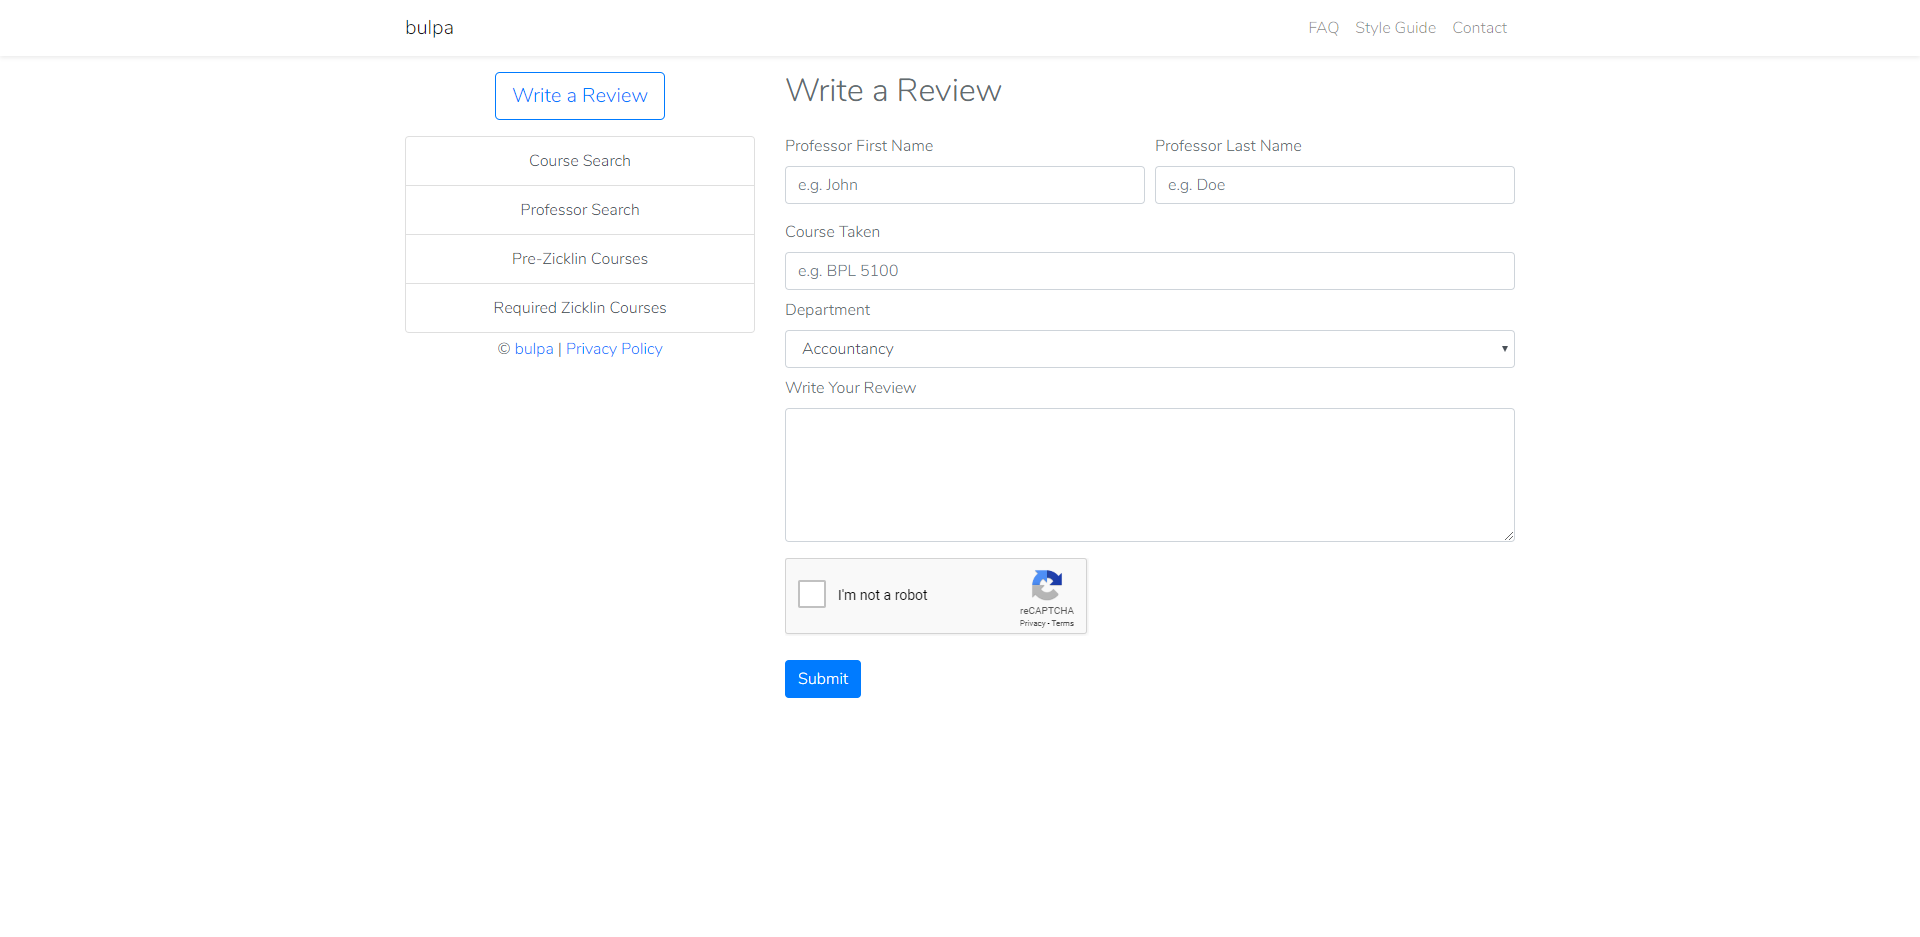 bulpa
FAQ Style Guide Contact
Write a Review
Course Search
Professor Search
Pre-Zicklin Courses
Required Zicklin Courses
© bulpa | Privacy Policy
Write a Review
Professor First Name Professor Last Name
e.g. John e.g. Doe
Course Taken
e.g. BPL 5100
Department
Accountancy
Write Your Review
I'm not a robot
reCAPTCHA
Privacy - Terms
Submit